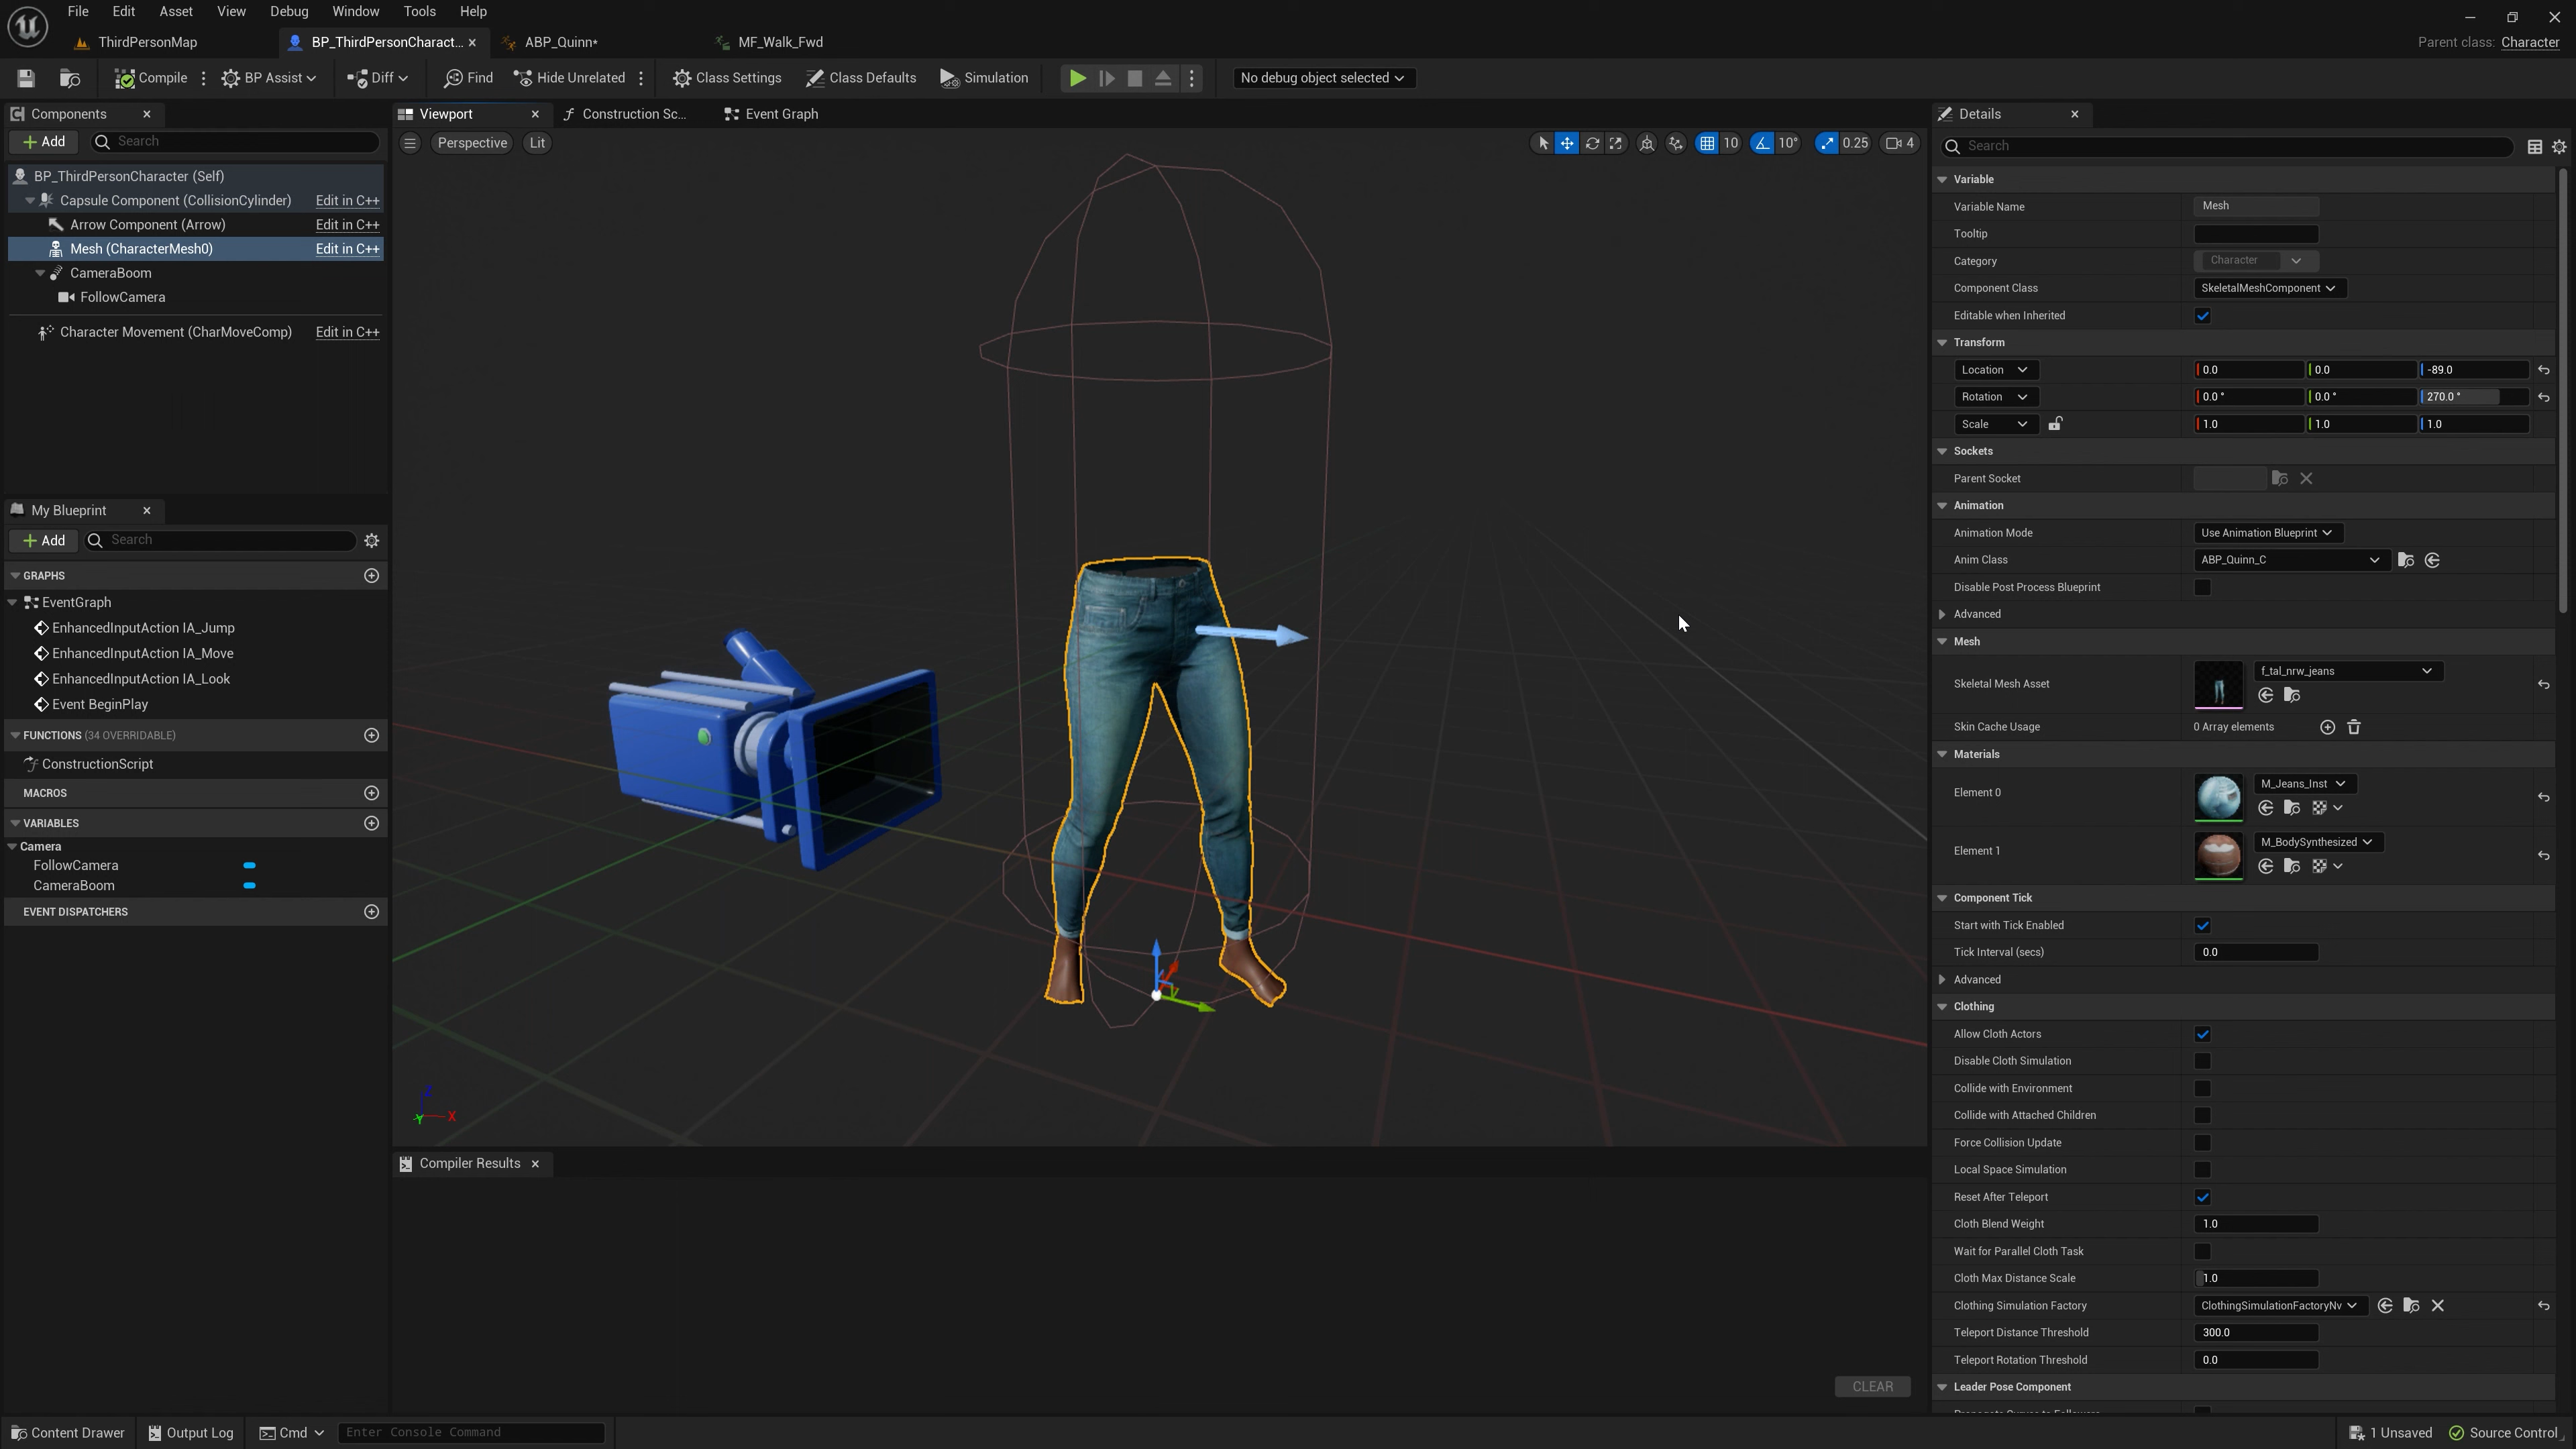 File Edit Asset View Debug Window Tools Help
ThirdPersonMap BP_ThirdPersonCharact... ABP_Quinn* MF_Walk_Fwd
Parent class: Character
Compile BP Assist Diff Find Hide Unrelated Class Settings Class Defaults Simulation No debug object selected
Components
Add Search
BP_ThirdPersonCharacter (Self)
Capsule Component (CollisionCylinder) Edit in C++
Arrow Component (Arrow) Edit in C++
Mesh (CharacterMesh0) Edit in C++
CameraBoom
FollowCamera
Character Movement (CharMoveComp) Edit in C++
My Blueprint
Add Search
GRAPHS
EventGraph
EnhancedInputAction IA_Jump
EnhancedInputAction IA_Move
EnhancedInputAction IA_Look
Event BeginPlay
FUNCTIONS (34 OVERRIDABLE)
ConstructionScript
MACROS
VARIABLES
Camera
FollowCamera
CameraBoom
EVENT DISPATCHERS
Viewport Construction Sc... Event Graph
Perspective Lit 10 10° 0.25 4
Z
Y X
Compiler Results
CLEAR
Details
Search
Variable
Variable Name Mesh
Tooltip
Category Character
Component Class SkeletalMeshComponent
Editable when Inherited
Transform
Location 0.0 0.0 -89.0
Rotation 0.0 ° 0.0 ° 270.0 °
Scale 1.0 1.0 1.0
Sockets
Parent Socket
Animation
Animation Mode Use Animation Blueprint
Anim Class ABP_Quinn_C
Disable Post Process Blueprint
Advanced
Mesh
Skeletal Mesh Asset f_tal_nrw_jeans
Skin Cache Usage 0 Array elements
Materials
Element 0 M_Jeans_Inst
Element 1 M_BodySynthesized
Component Tick
Start with Tick Enabled
Tick Interval (secs) 0.0
Advanced
Clothing
Allow Cloth Actors
Disable Cloth Simulation
Collide with Environment
Collide with Attached Children
Force Collision Update
Local Space Simulation
Reset After Teleport
Cloth Blend Weight 1.0
Wait for Parallel Cloth Task
Cloth Max Distance Scale 1.0
Clothing Simulation Factory ClothingSimulationFactoryNv
Teleport Distance Threshold 300.0
Teleport Rotation Threshold 0.0
Leader Pose Component
Content Drawer Output Log Cmd Enter Console Command 1 Unsaved Source Control